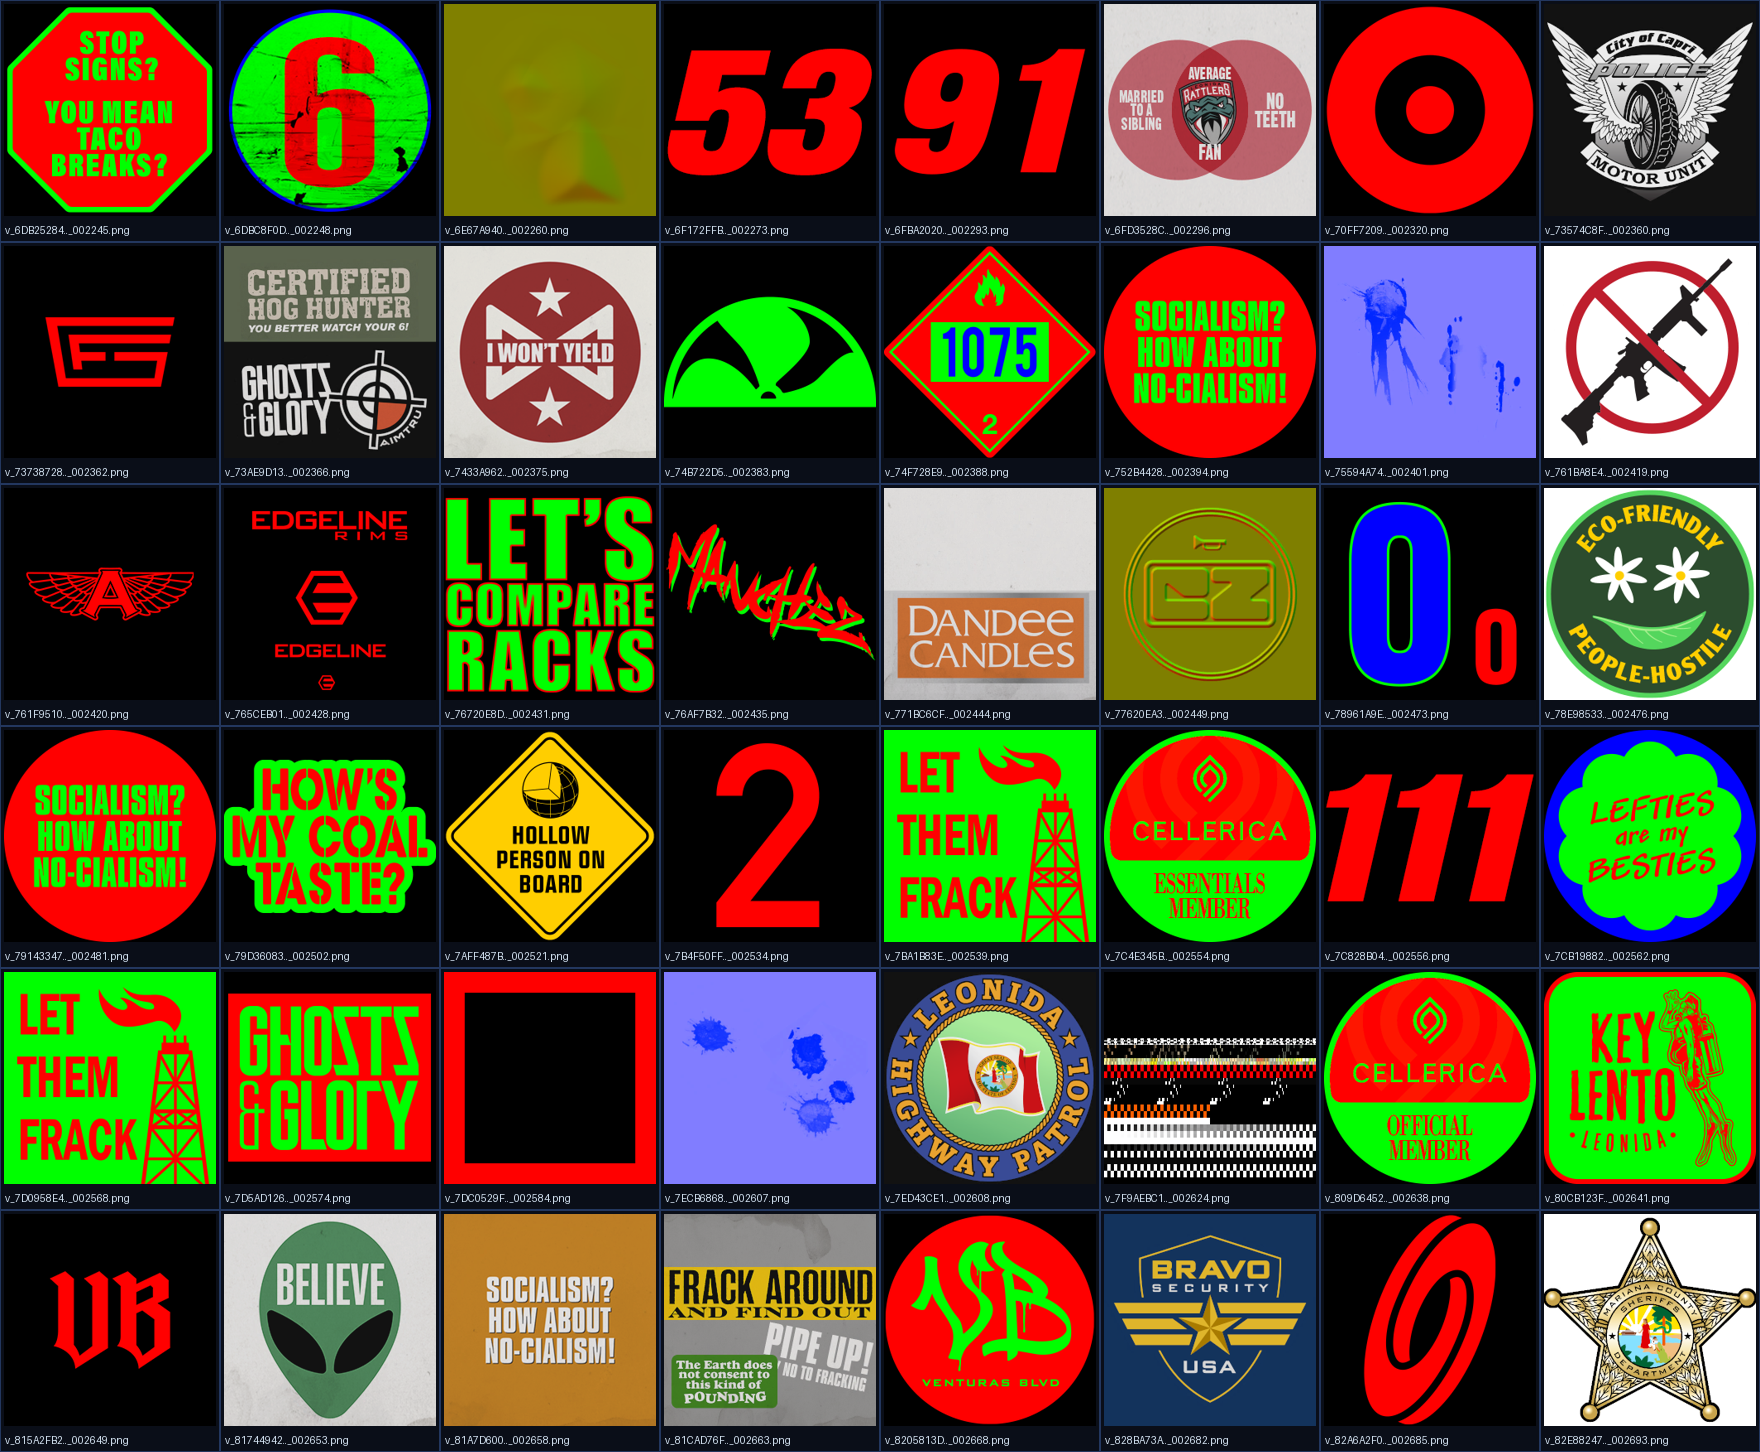 STOP
SIGNS?
YOU MEAN
TACO
BREAKS?
v_6DB25284.._002245.png
6
v_6DBC8F0D.._002248.png
v_6E67A940.._002260.png
53
v_6F172FFB.._002273.png
91
v_6FBA2020.._002293.png
MARRIED
TO A
SIBLING
AVERAGE
RATTLERS
FAN
NO
TEETH
v_6FD3528C.._002296.png
v_70FF7209.._002320.png
City of Capri
POLICE
MOTOR UNIT
v_73574C8F.._002360.png
v_73738728.._002362.png
CERTIFIED
HOG HUNTER
YOU BETTER WATCH YOUR 6!
GHOSTS
& GLORY
AIMTRU
v_73AE9D13.._002366.png
I WON'T YIELD
v_7433A962.._002375.png
v_74B722D5.._002383.png
1075
2
v_74F728E9.._002388.png
SOCIALISM?
HOW ABOUT
NO-CIALISM!
v_752B4428.._002394.png
v_75594A74.._002401.png
v_761BA8E4.._002419.png
A
v_761F9510.._002420.png
EDGELINE
RIMS
EDGELINE
v_765CEB01.._002428.png
LET'S
COMPARE
RACKS
v_76720E8D.._002431.png
MANCHEZ
v_76AF7B32.._002435.png
DANDEE
CANDLES
v_771BC6CF.._002444.png
CZ
v_77620EA3.._002449.png
0 0
v_78961A9E.._002473.png
ECO-FRIENDLY
PEOPLE-HOSTILE
v_78E98533.._002476.png
SOCIALISM?
HOW ABOUT
NO-CIALISM!
v_79143347.._002481.png
HOW'S
MY COAL
TASTE?
v_79D36083.._002502.png
HOLLOW
PERSON ON
BOARD
v_7AFF487B.._002521.png
2
v_7B4F50FF.._002534.png
LET
THEM
FRACK
v_7BA1B83E.._002539.png
CELLERICA
ESSENTIALS
MEMBER
v_7C4E345B.._002554.png
111
v_7C828B04.._002556.png
LEFTIES
are my
BESTIES
v_7CB19882.._002562.png
LET
THEM
FRACK
v_7D0958E4.._002568.png
GHOSTS
& GLORY
v_7D5AD126.._002574.png
v_7DC0529F.._002584.png
v_7ECB6868.._002607.png
LEONIDA
HIGHWAY PATROL
v_7ED43CE1.._002608.png
v_7F9AEBC1.._002624.png
CELLERICA
OFFICIAL
MEMBER
v_809D6452.._002638.png
KEY
LENTO
LEONIDA
v_80CB123F.._002641.png
VB
v_815A2FB2.._002649.png
BELIEVE
v_81744942.._002653.png
SOCIALISM?
HOW ABOUT
NO-CIALISM!
v_81A7D600.._002658.png
FRACK AROUND
AND FIND OUT
PIPE UP!
NO TO FRACKING
The Earth does
not consent to
this kind of
POUNDING
v_81CAD76F.._002663.png
VB
VENTURAS BLVD
v_8205813D.._002668.png
BRAVO
SECURITY
USA
v_828BA73A.._002682.png
v_82A6A2F0.._002685.png
MARIAN COUNTY
SHERIFFS
DEPARTMENT
v_82E88247.._002693.png